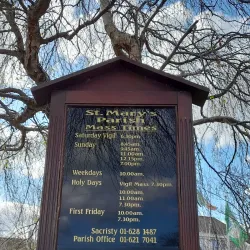 St. Mary's
Parish
Mass Times
Saturday Vigil 6.30pm.
Sunday 8.45am
10.15am.
11.00am.
12.15pm.
7.00pm.
Weekdays 10.00am.
Holy Days Vigil Mass 7.30pm.
10.00am.
11.00am.
7.30pm.
First Friday 10.00am.
7.30pm.
Sacristy 01-628 1487
Parish Office 01-621 7041